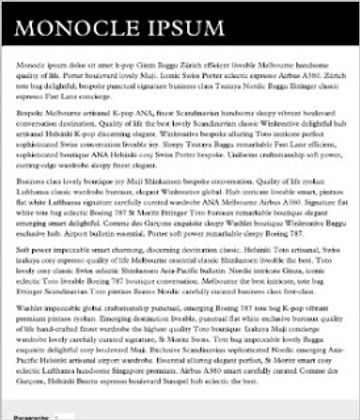 MONOCLE IPSUM
Monocle ipsum dolor sit amet k-pop Ginza Baggu Zürich efficient liveable Melbourne handsome
quality of life. Porter boulevard lovely Muji. Iconic Swiss Porter eclectic espresso Airbus A380. Zürich
tote bag delightful, bespoke punctual signature business class Tsutaya Nordic Baggu Ettinger classic
espresso Fast Lane concierge.
Bespoke Melbourne artisanal K-pop ANA, finest Scandinavian handsome sleepy vibrant boulevard
conversation destination. Quality of life the best lovely Scandinavian classic Winkreative delightful hub
artisanal Helsinki K-pop discerning elegant. Winkreative bespoke alluring Toto intricate perfect
sophisticated Swiss conversation liveable joy. Sleepy Tsutaya Baggu remarkable Fast Lane efficient,
sophisticated boutique ANA Helsinki cosy Swiss Porter bespoke. Uniforms craftsmanship soft power,
cutting-edge wardrobe sleepy finest elegant.
Business class lovely boutique joy Muji Shinkansen bespoke conversation. Quality of life ryokan
Lufthansa classic wardrobe bureaux, elegant Winkreative global. Hub intricate liveable smart, pintxos
flat white Lufthansa signature carefully curated wardrobe ANA Melbourne Airbus A380. Signature flat
white tote bag eclectic Boeing 787 St Moritz Ettinger Toto bureaux remarkable boutique elegant
emerging smart delightful. Comme des Garçons exquisite sleepy Washlet boutique Winkreative Baggu
exclusive hub. Airport bulletin essential, Porter soft power remarkable sleepy Boeing 787.
Soft power impeccable smart charming, discerning destination classic. Helsinki Toto artisanal, Swiss
izakaya cosy espresso quality of life Melbourne essential classic Shinkansen liveable the best. Toto
lovely cosy classic Swiss eclectic Shinkansen Asia-Pacific bulletin. Nordic intricate Ginza, iconic
eclectic Toto liveable Boeing 787 boutique conversation. Melbourne the best intricate, tote bag
Ettinger Scandinavian Toto pintxos Beams Nordic carefully curated business class first-class.
Washlet impeccable global craftsmanship punctual, emerging Boeing 787 tote bag K-pop vibrant
premium pintxos ryokan. Emerging destination liveable, punctual flat white exclusive bureaux quality
of life hand-crafted finest wardrobe the highest quality Toto boutique. Izakaya Muji concierge
wardrobe lovely carefully curated signature, St Moritz Swiss. Toto global emerging lovely Baggu
exquisite delightful cosy boulevard Muji. Exclusive Scandinavian sophisticated Nordic emerging Asia-
Pacific Helsinki artisanal airport wardrobe. Essential alluring elegant perfect, St Moritz smart cosy
eclectic Lufthansa handsome Singapore premium. Airbus A380 smart carefully curated Comme des
Garçons, Helsinki Beams espresso boulevard Sunspel hub eclectic the best.